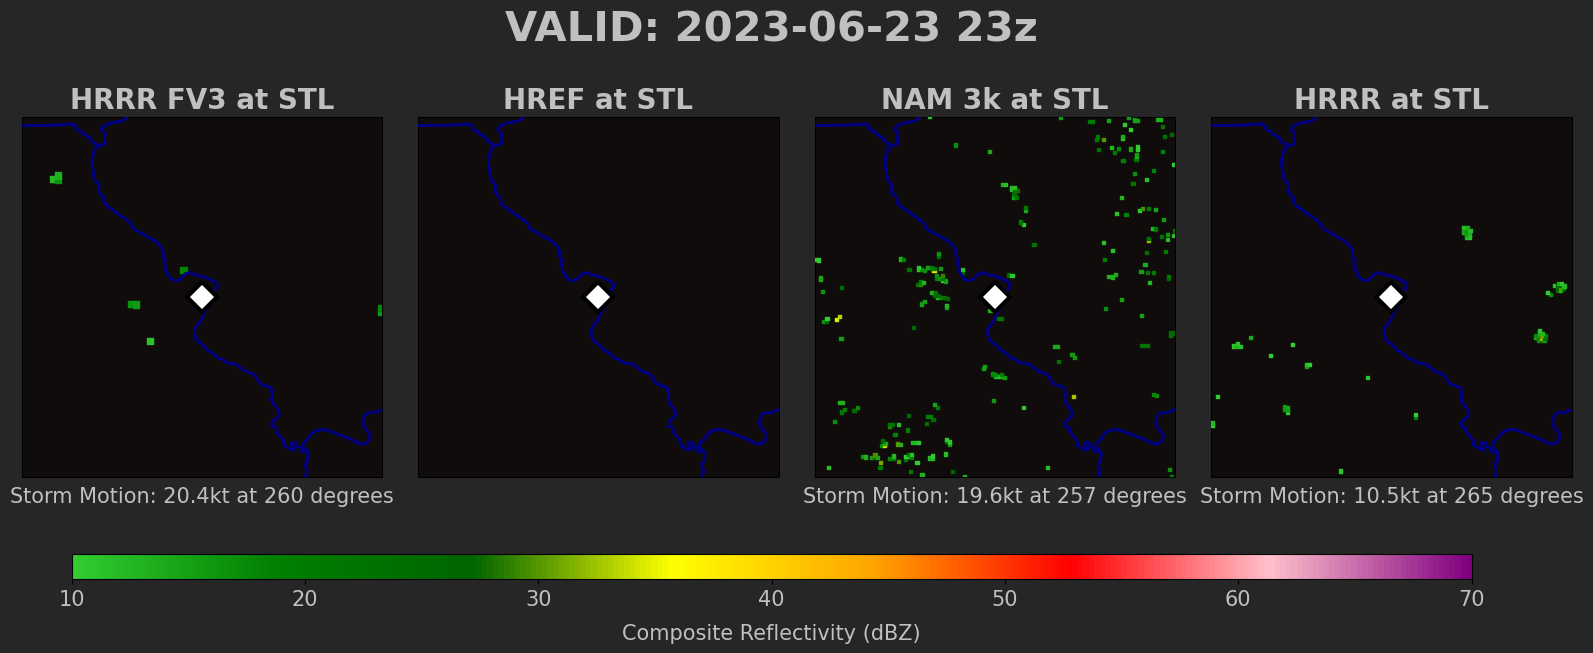 VALID: 2023-06-23 23z
HRRR FV3 at STL
HREF at STL
NAM 3k at STL
HRRR at STL
Storm Motion: 20.4kt at 260 degrees
Storm Motion: 19.6kt at 257 degrees
Storm Motion: 10.5kt at 265 degrees
10 20 30 40 50 60 70
Composite Reflectivity (dBZ)